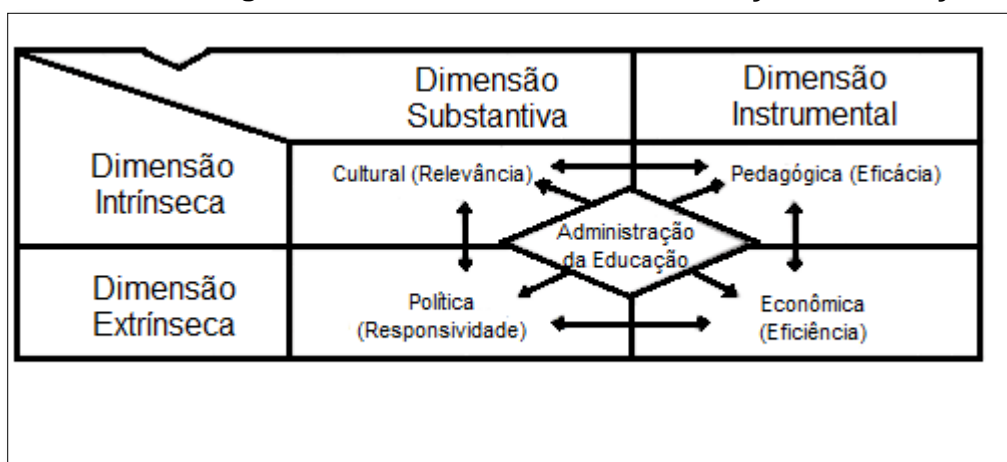 Dimensão
Substantiva
Dimensão
Instrumental
Dimensão
Intrínseca
Cultural (Relevância)
Pedagógica (Eficácia)
Administração
da Educação
Dimensão
Extrínseca
Política
(Responsividade)
Econômica
(Eficiência)